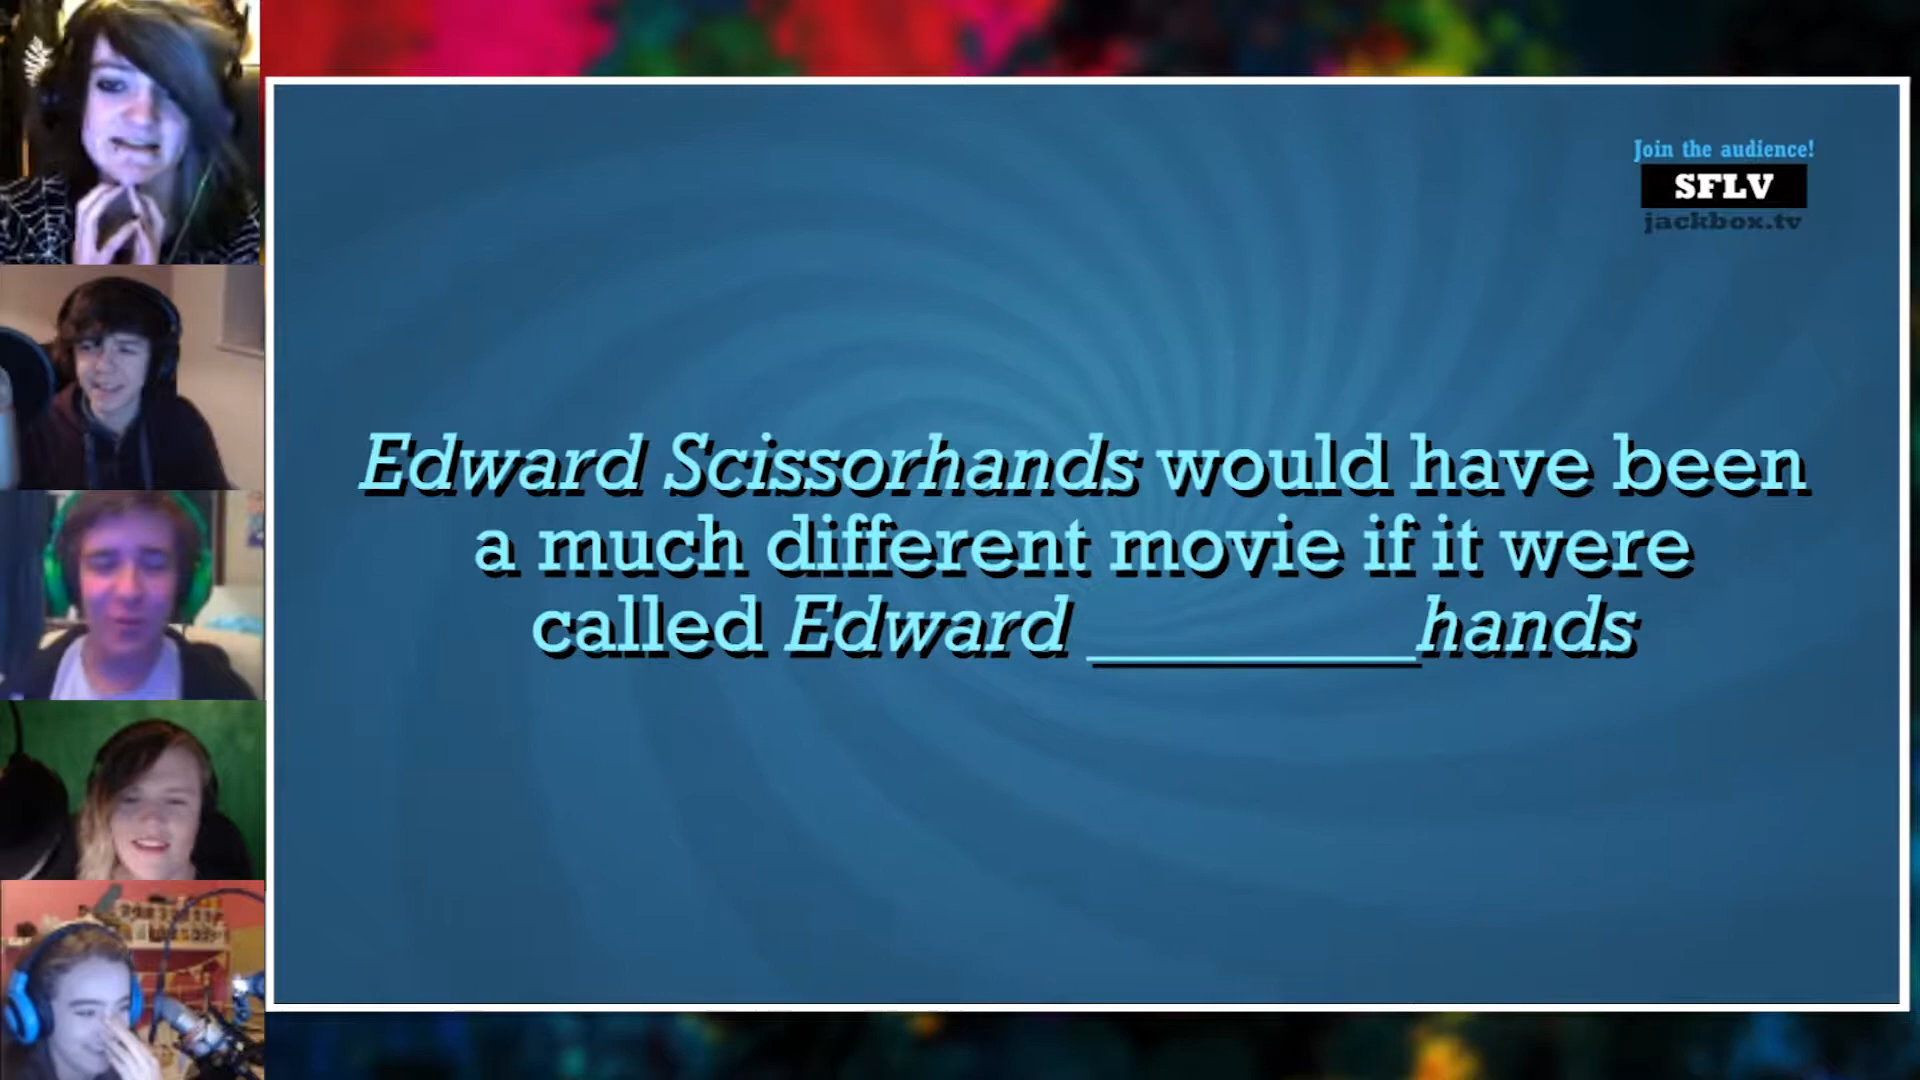 Join the audience!
SFLV
jackbox.tv
Edward Scissorhands would have been
a much different movie if it were
called Edward ________hands